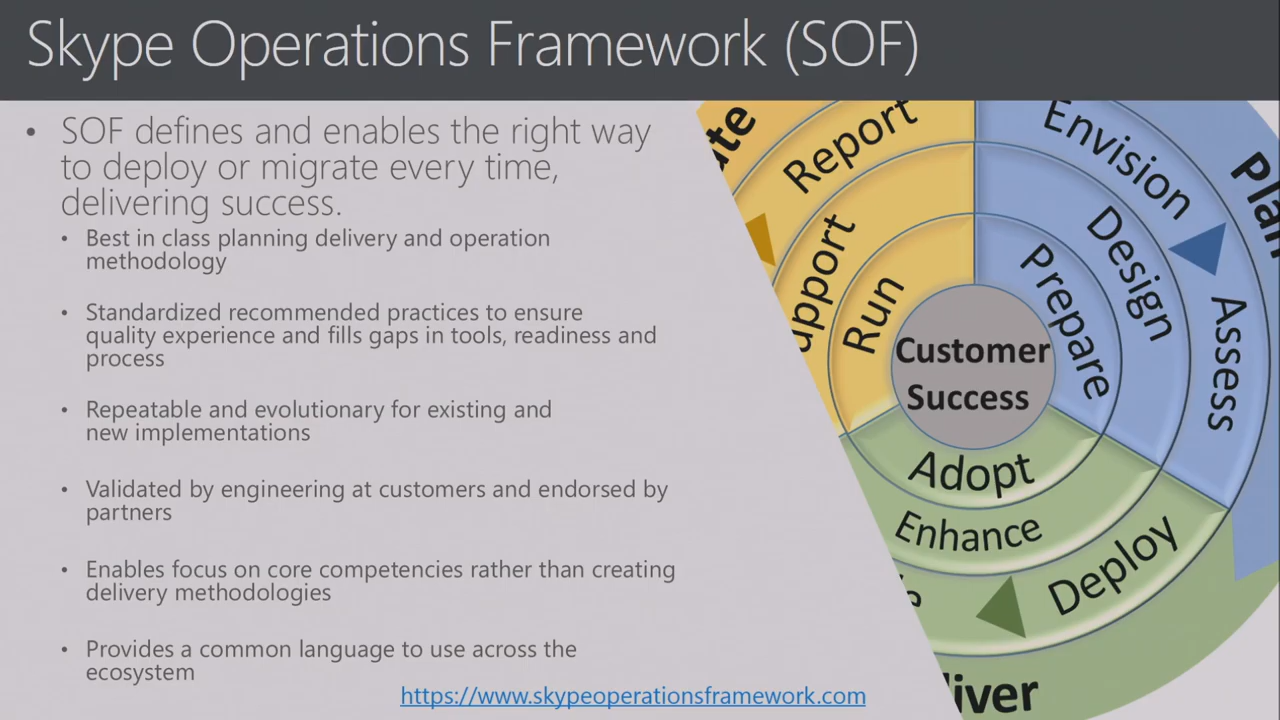 Skype Operations Framework (SOF)
• SOF defines and enables the right way
to deploy or migrate every time,
delivering success.
• Best in class planning delivery and operation
methodology
• Standardized recommended practices to ensure
quality experience and fills gaps in tools, readiness and
process
• Repeatable and evolutionary for existing and
new implementations
• Validated by engineering at customers and endorsed by
partners
• Enables focus on core competencies rather than creating
delivery methodologies
• Provides a common language to use across the
ecosystem
https://www.skypeoperationsframework.com
Report
Run
Envision
Design
Prepare
Assess
Customer
Success
Adopt
Enhance
Deploy